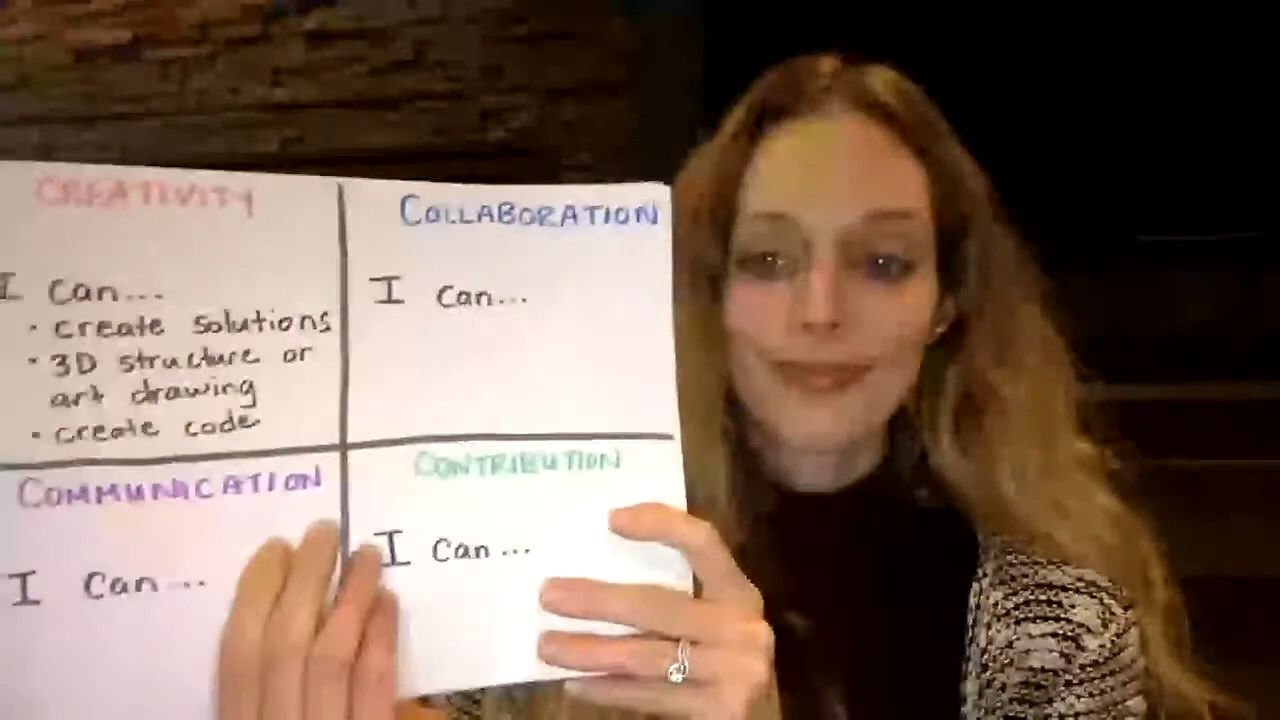 CREATIVITY
I can...
• create solutions
• 3D structure or
art drawing
• create code
COLLABORATION
I can...
COMMUNICATION
I can...
CONTRIBUTION
I can...